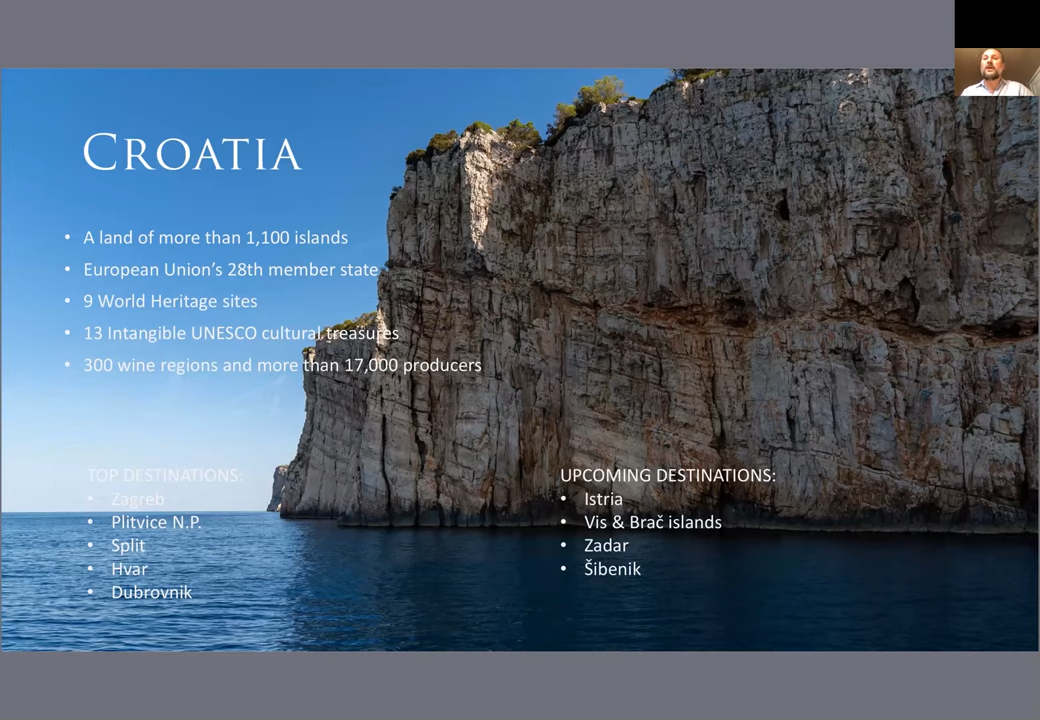 CROATIA
• A land of more than 1,100 islands
• European Union's 28th member state
• 9 World Heritage sites
• 13 Intangible UNESCO cultural treasures
• 300 wine regions and more than 17,000 producers
TOP DESTINATIONS:
• Zagreb
• Plitvice N.P.
• Split
• Hvar
• Dubrovnik
UPCOMING DESTINATIONS:
• Istria
• Vis & Brač islands
• Zadar
• Šibenik